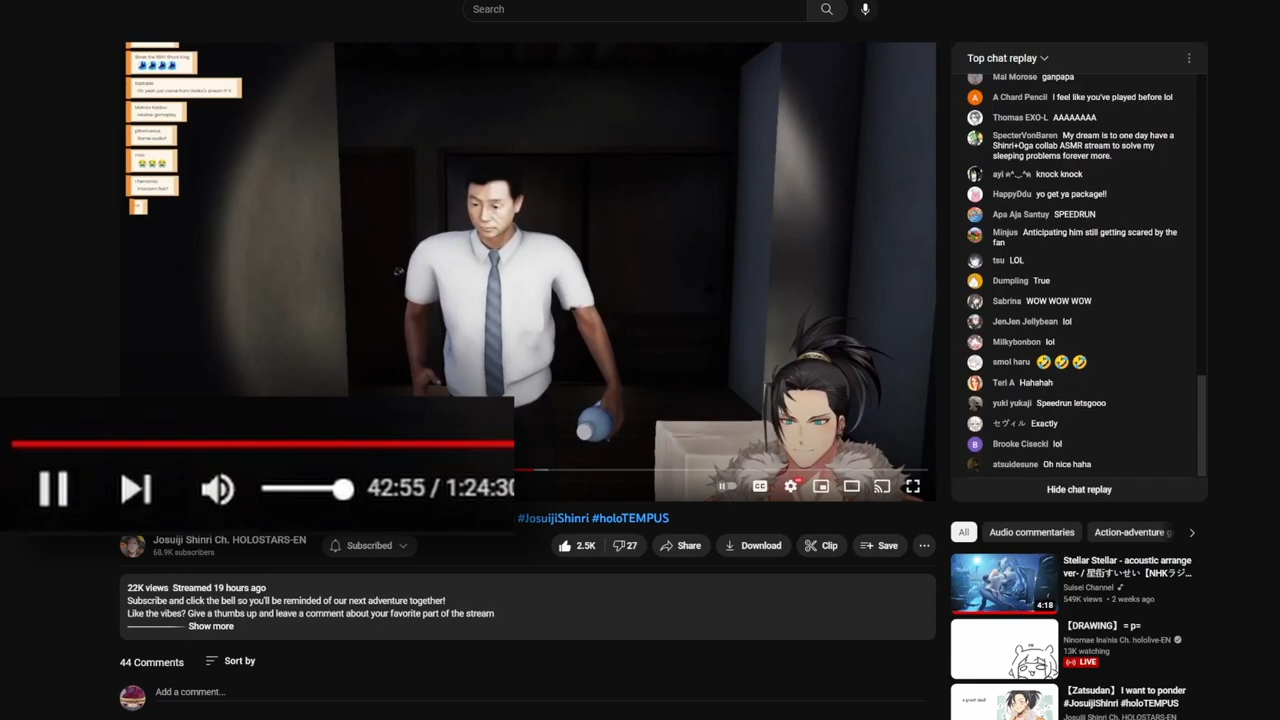 Search
Top chat replay
Mal Morose ganpapa
A Chard Pencil I feel like you've played before lol
Thomas EXO-L AAAAAAAA
SpecterVonBaren My dream is to one day have a
Shinri+Oga collab ASMR stream to solve my
sleeping problems forever more.
knock knock
HappyDdu yo get ya package!!
Apa Aja Santuy SPEEDRUN
Minjus Anticipating him still getting scared by the
fan
tsu LOL
Dumpling True
Sabrina WOW WOW WOW
JenJen Jellybean lol
Milkybonbon lol
smol haru 🤣🤣🤣
Teri A Hahahah
yuki yukaji Speedrun letsgooo
セヴィル Exactly
B Brooke Cisecki lol
atsuidesune Oh nice haha
Hide chat replay
42:55 / 1:24:30
CC
#JosuijiShinri #holoTEMPUS
Josuiji Shinri Ch. HOLOSTARS-EN
68.9K subscribers
Subscribed
2.5K
27
Share
Download
Clip
Save
22K views Streamed 19 hours ago
Subscribe and click the bell so you'll be reminded of our next adventure together!
Like the vibes? Give a thumbs up and leave a comment about your favorite part of the stream
Show more
44 Comments
Sort by
Add a comment...
All
Audio commentaries
Action-adventure g
Stellar Stellar - acoustic arrange
ver- / 星街すいせい【NHKラジ...
Suisei Channel
549K views • 2 weeks ago
4:18
【DRAWING】 = p=
Ninomae Ina'nis Ch. hololive-EN
13K watching
LIVE
【Zatsudan】 I want to ponder
#JosuijiShinri #holoTEMPUS
Josuiji Shinri Ch. HOLOSTARS-EN